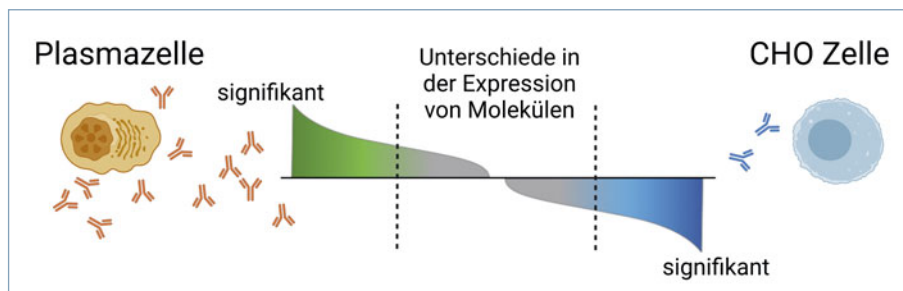 Plasmazelle
signifikant
Unterschiede in
der Expression
von Molekülen
CHO Zelle
signifikant